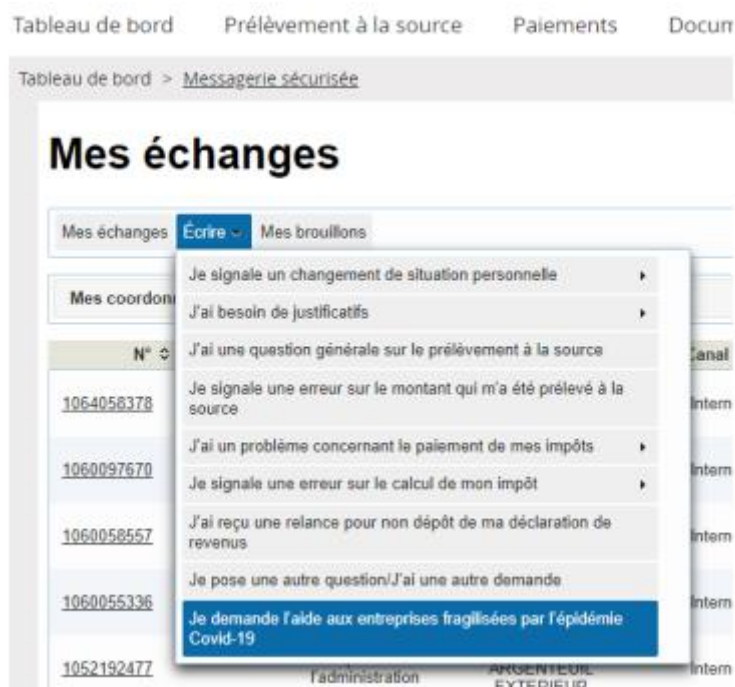 Tableau de bord Prélèvement à la source Paiements Docum
Tableau de bord > Messagerie sécurisée
Mes échanges
Mes échanges Écrire Mes brouillons
Je signale un changement de situation personnelle
Mes coordon
J'ai besoin de justificatifs
N° J'ai une question générale sur le prélèvement à la source Canal
Je signale une erreur sur le montant qui m'a été prélevé à la
1064058378 source Intern
J'ai un problème concernant le paiement de mes impôts
1060097670 Intern
Je signale une erreur sur le calcul de mon impôt
J'ai reçu une relance pour non dépôt de ma déclaration de
1060058557 revenus Intern
Je pose une autre question/J'ai une autre demande
1060055336 Intern
Je demande l'aide aux entreprises fragilisées par l'épidémie
Covid-19
1052192477 l'administration ARGENTEUIL Intern
EXTERIEUR